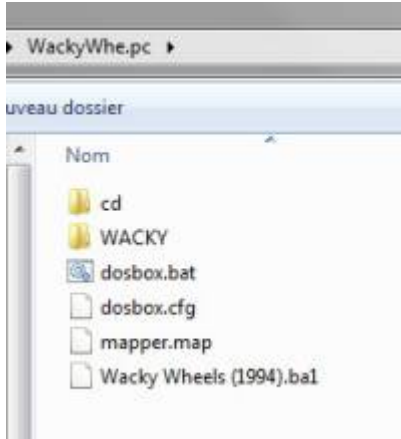 WackyWhe.pc
uveau dossier
Nom
cd
WACKY
dosbox.bat
dosbox.cfg
mapper.map
Wacky Wheels (1994).ba1